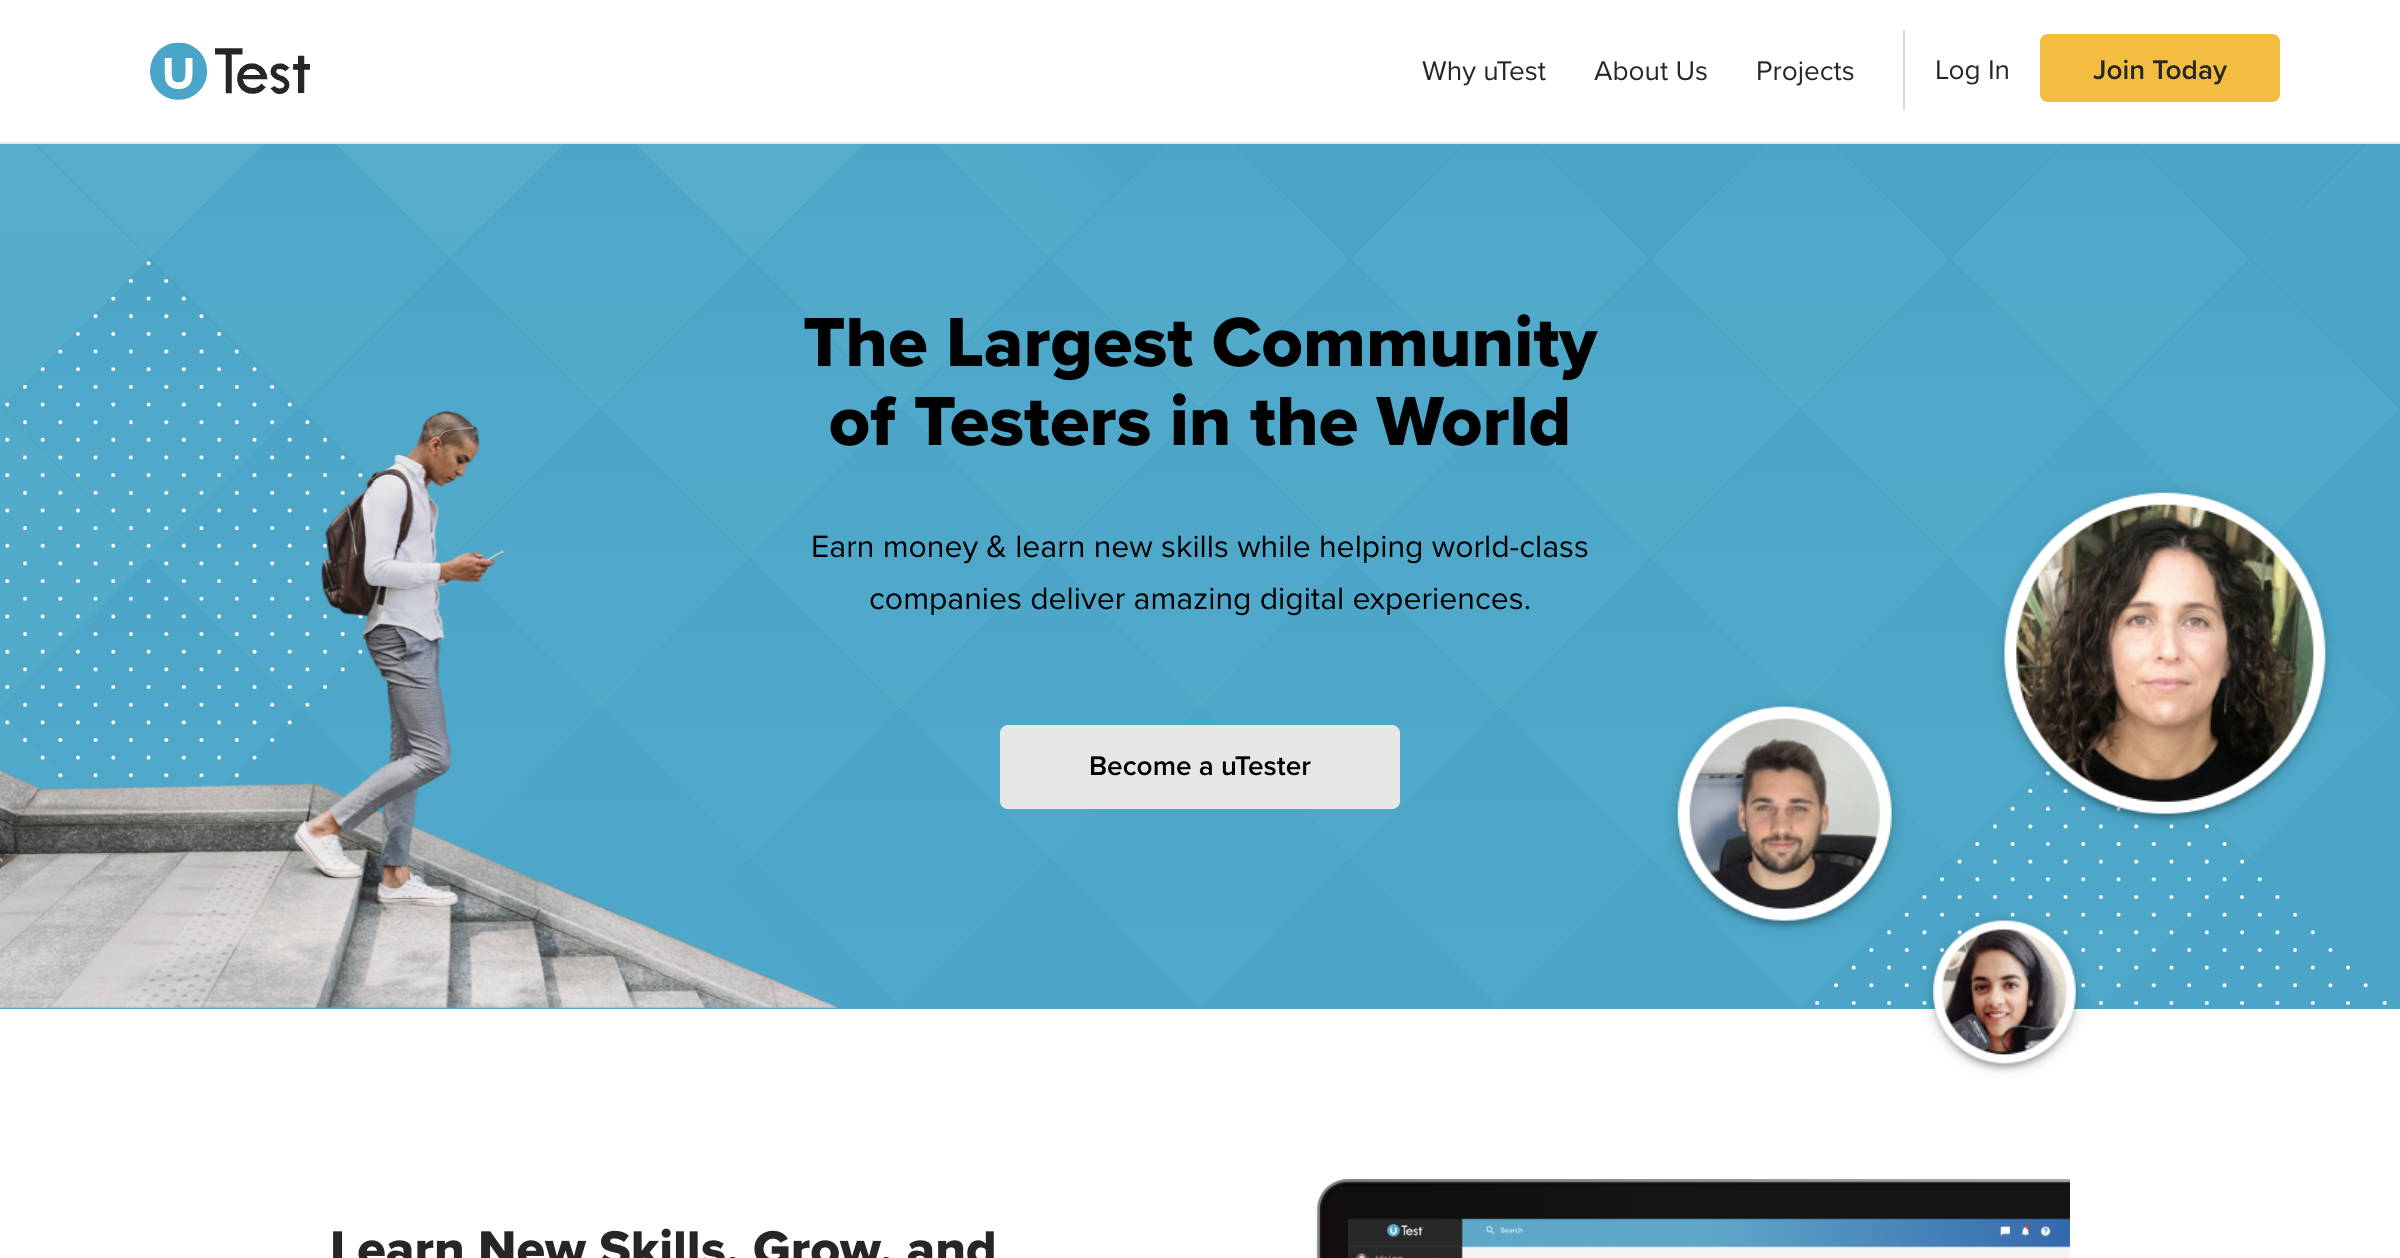 uTest
Why uTest
About Us
Projects
Log In
Join Today
The Largest Community
of Testers in the World
Earn money & learn new skills while helping world-class
companies deliver amazing digital experiences.
Become a uTester
Learn New Skills, Grow, and
uTest
Search